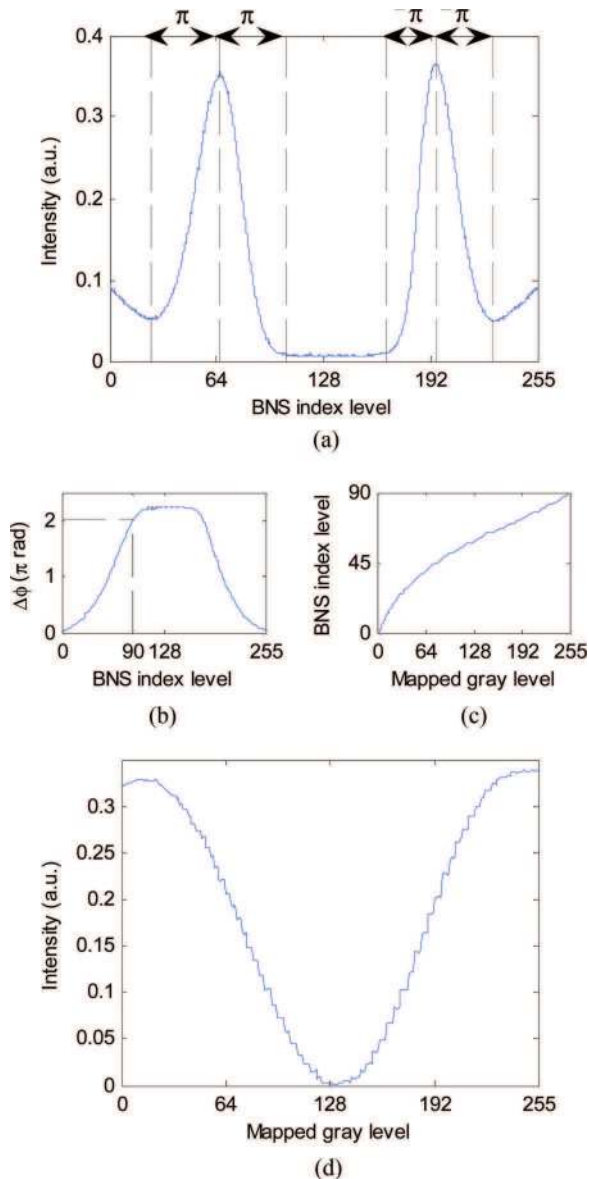 π π −π −π
0.4
0.3
0.2
0.1
0
Intensity (a.u.)
0 64 128 192 255
BNS index level
(a)
2
1
0
Δϕ (π rad)
0 90 128 255
BNS index level
(b)
90
45
0
BNS index level
0 64 128 192 255
Mapped gray level
(c)
0.3
0.25
0.2
0.15
0.1
0.05
0
Intensity (a.u.)
0 64 128 192 255
Mapped gray level
(d)